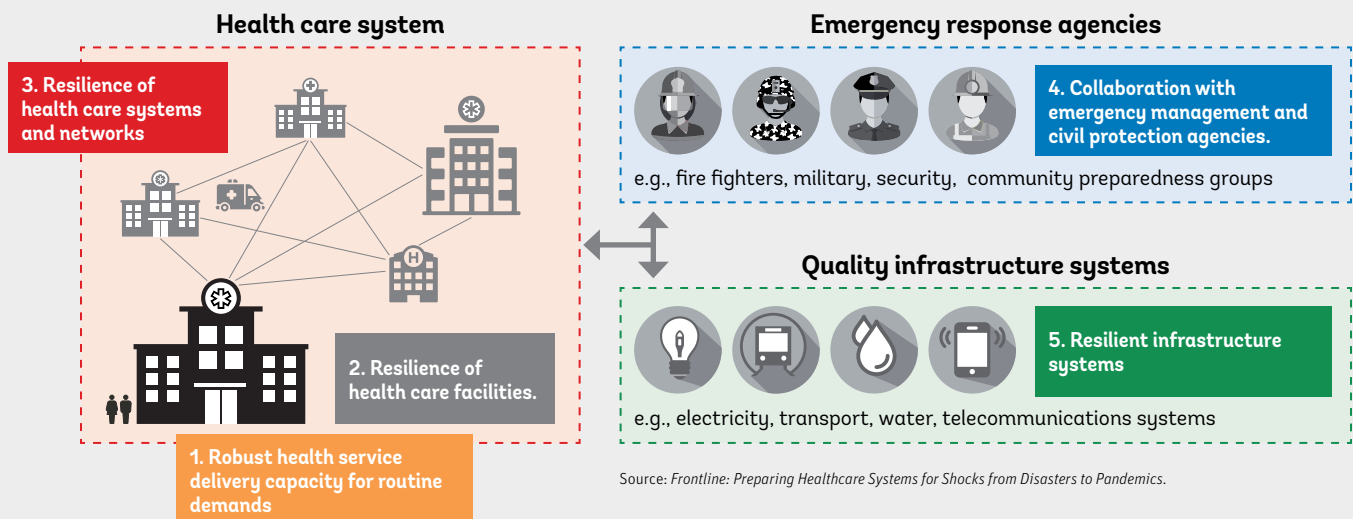 Health care system
3. Resilience of
health care systems
and networks
H
2. Resilience of
health care facilities.
1. Robust health service
delivery capacity for routine
demands
Emergency response agencies
4. Collaboration with
emergency management and
civil protection agencies.
e.g., fire fighters, military, security, community preparedness groups
Quality infrastructure systems
5. Resilient infrastructure
systems
e.g., electricity, transport, water, telecommunications systems
Source: Frontline: Preparing Healthcare Systems for Shocks from Disasters to Pandemics.